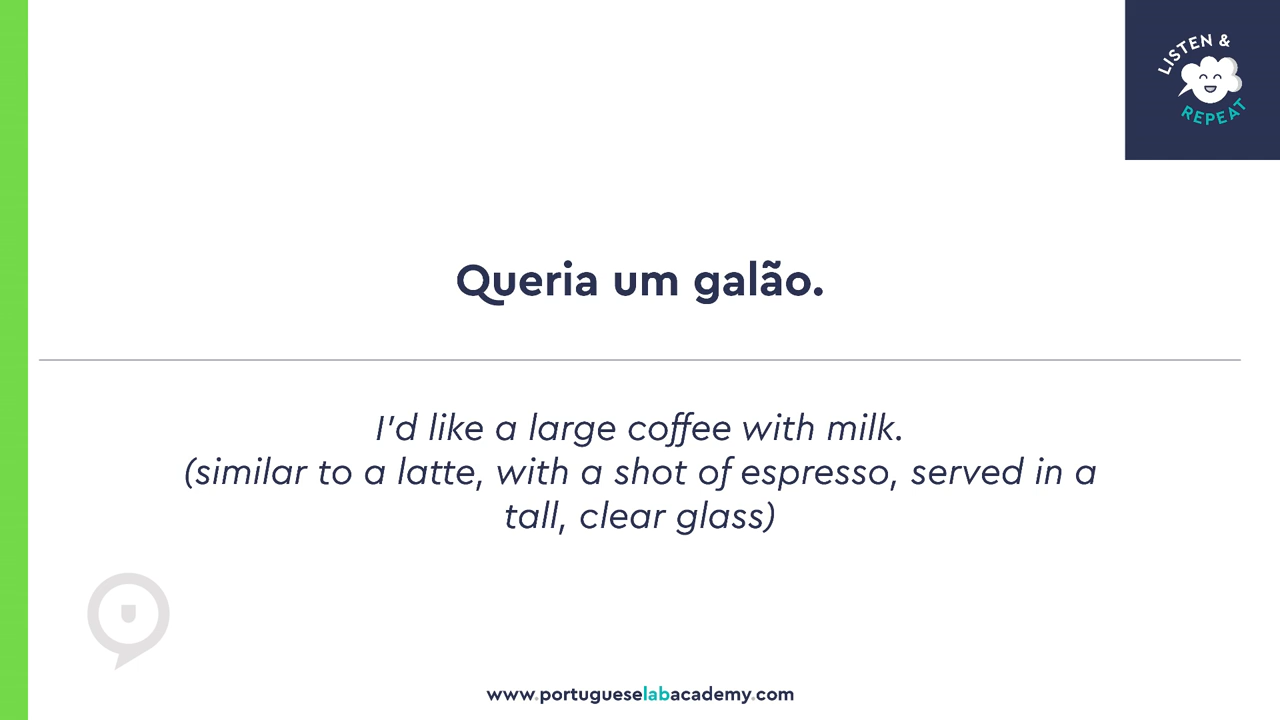 LISTEN &
REPEAT
Queria um galão.
I'd like a large coffee with milk.
(similar to a latte, with a shot of espresso, served in a
tall, clear glass)
www.portugueselabacademy.com